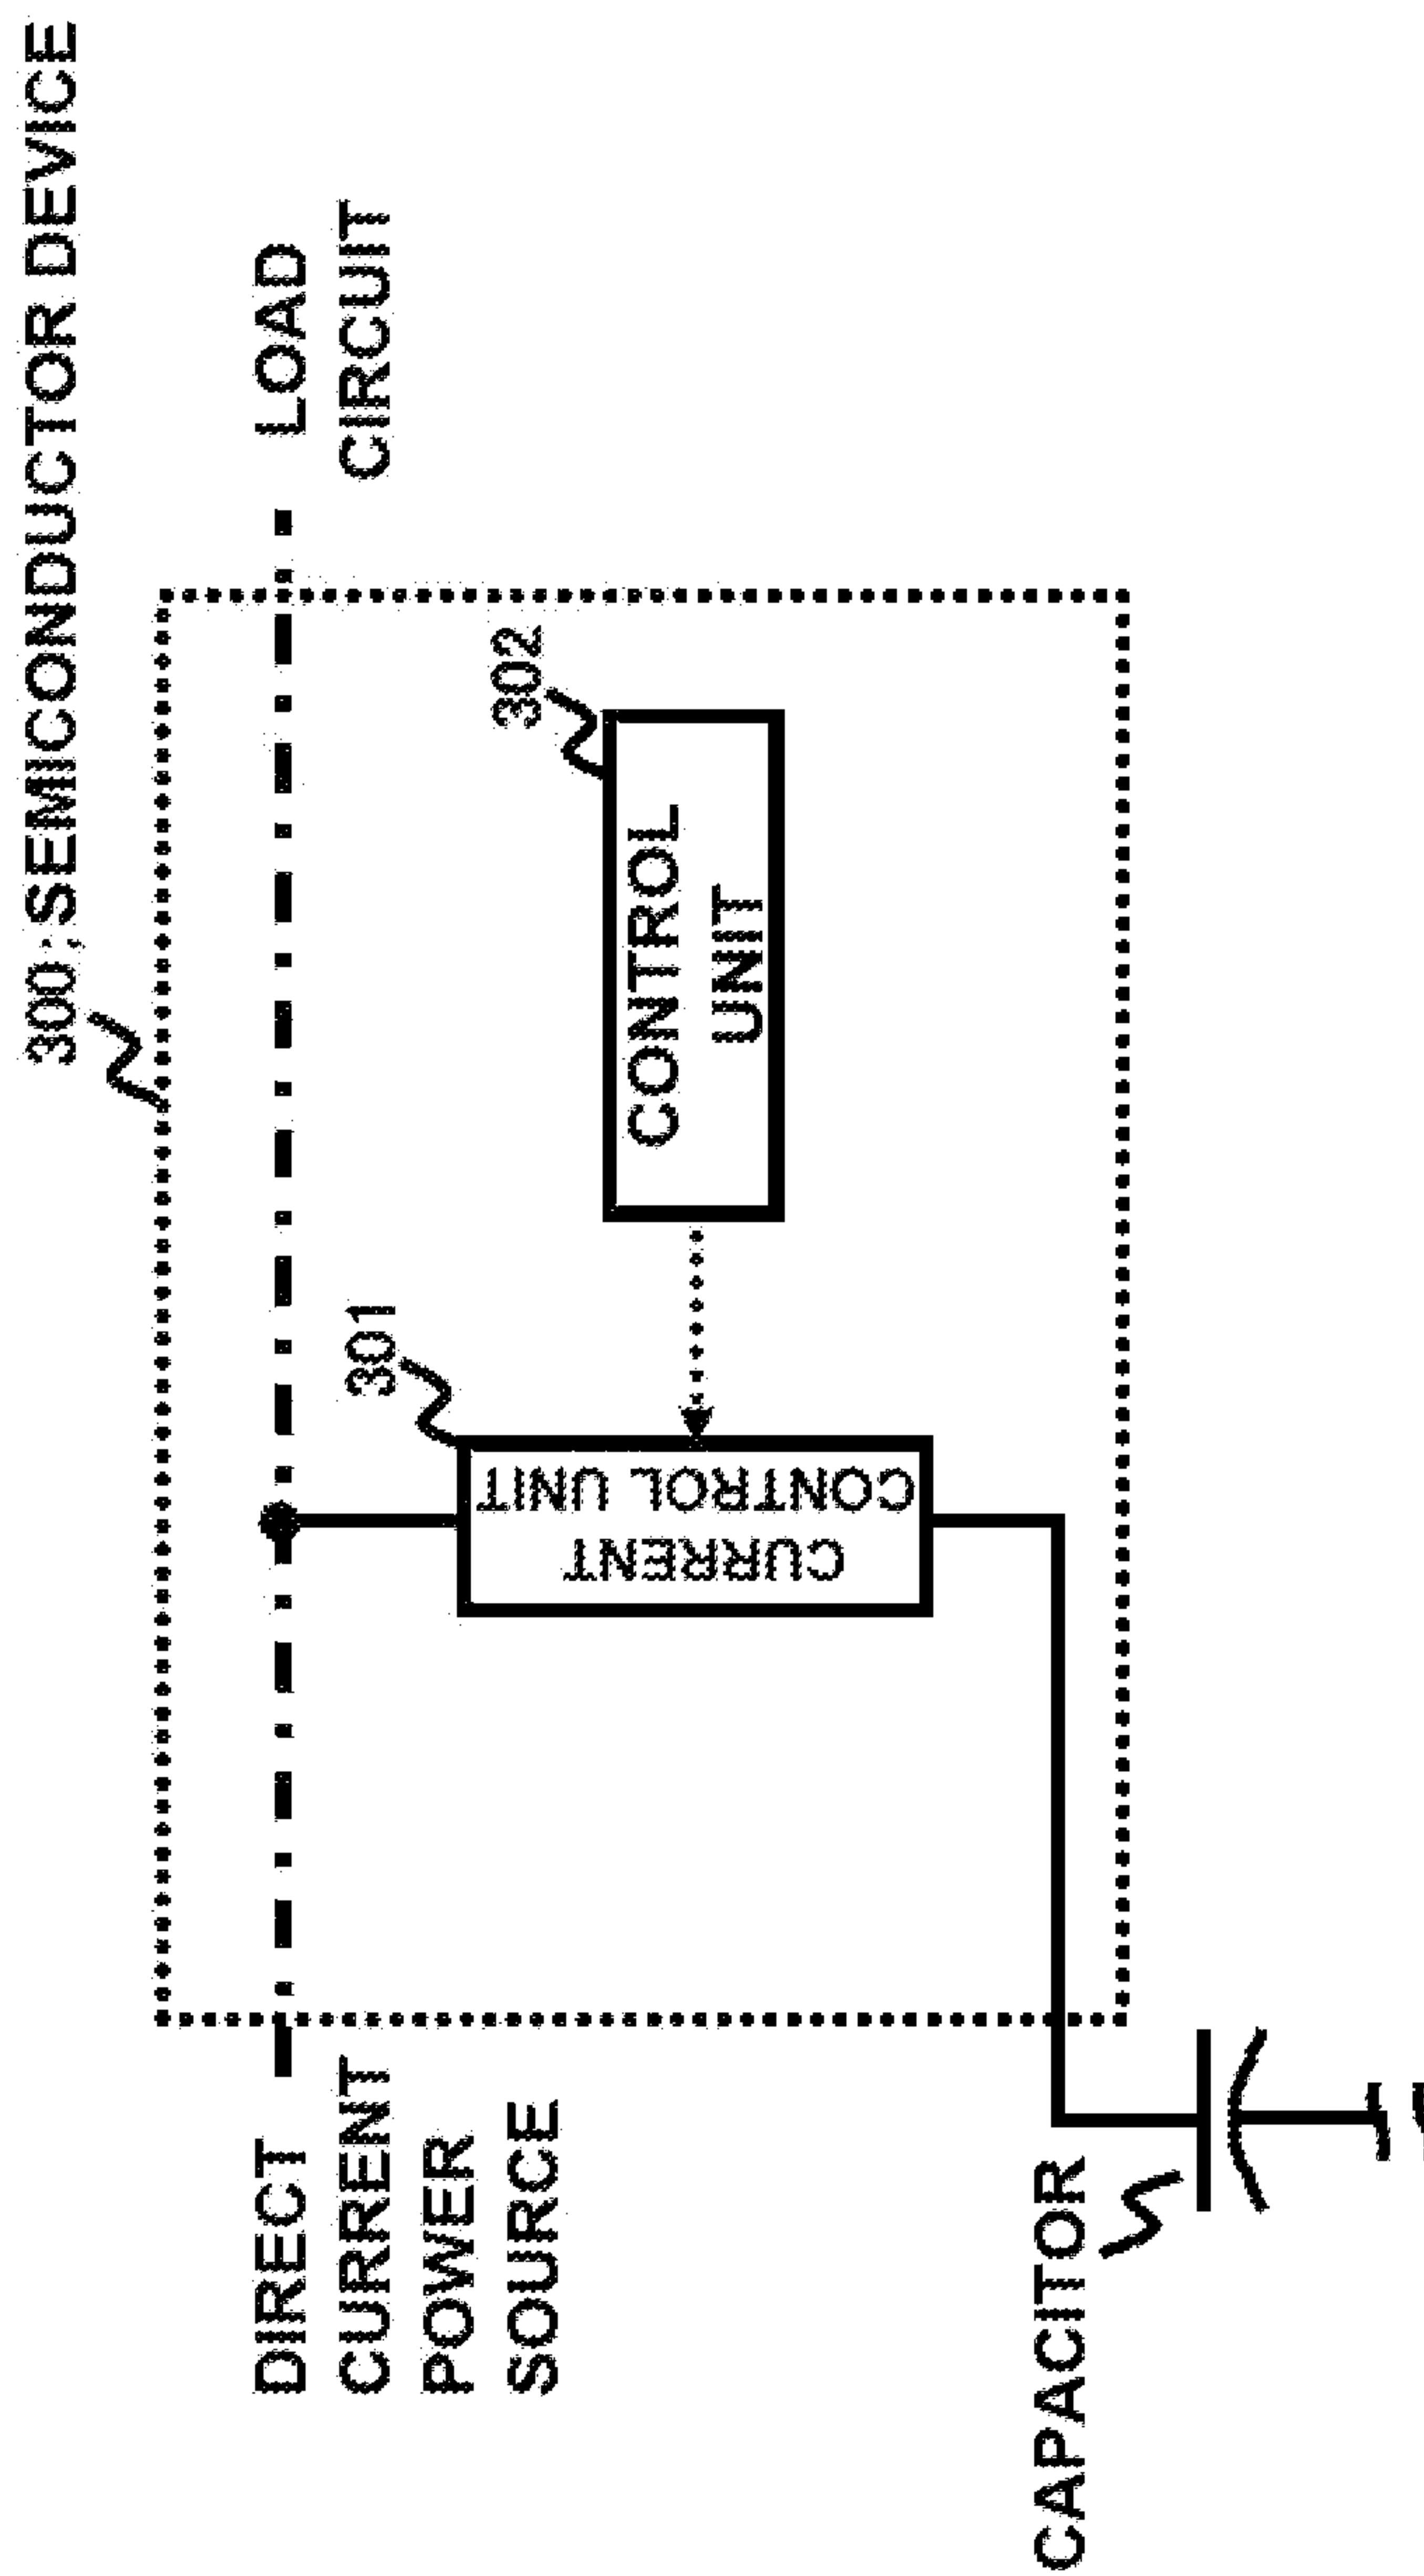 300 : SEMICONDUCTOR DEVICE
DIRECT
CURRENT
POWER
SOURCE
LOAD
CIRCUIT
301
CURRENT
CONTROL UNIT
302
CONTROL
UNIT
CAPACITOR